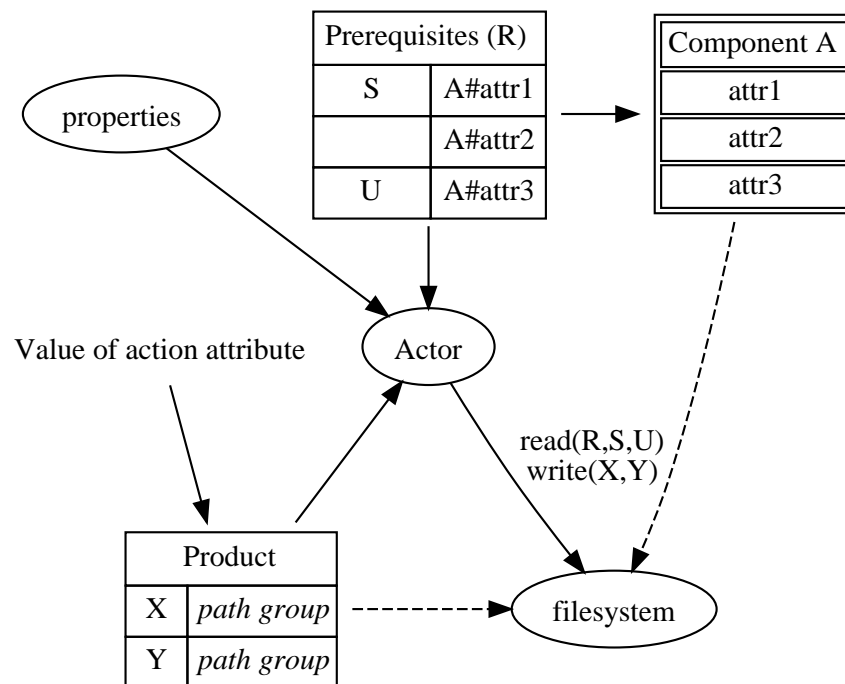 Prerequisites (R)
S A#attr1
A#attr2
U A#attr3
Component A
attr1
attr2
attr3
properties
Value of action attribute
Actor
read(R,S,U)
write(X,Y)
Product
X path group
Y path group
filesystem